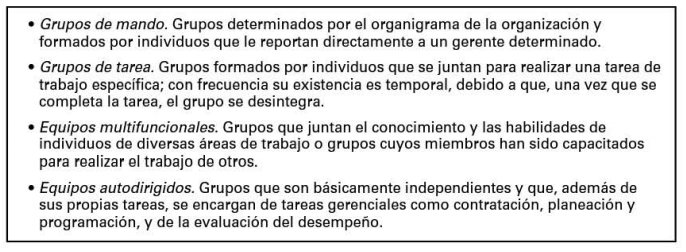 • Grupos de mando. Grupos determinados por el organigrama de la organización y
formados por individuos que le reportan directamente a un gerente determinado.
• Grupos de tarea. Grupos formados por individuos que se juntan para realizar una tarea de
trabajo específica; con frecuencia su existencia es temporal, debido a que, una vez que se
completa la tarea, el grupo se desintegra.
• Equipos multifuncionales. Grupos que juntan el conocimiento y las habilidades de
individuos de diversas áreas de trabajo o grupos cuyos miembros han sido capacitados
para realizar el trabajo de otros.
• Equipos autodirigidos. Grupos que son básicamente independientes y que, además de
sus propias tareas, se encargan de tareas gerenciales como contratación, planeación y
programación, y de la evaluación del desempeño.